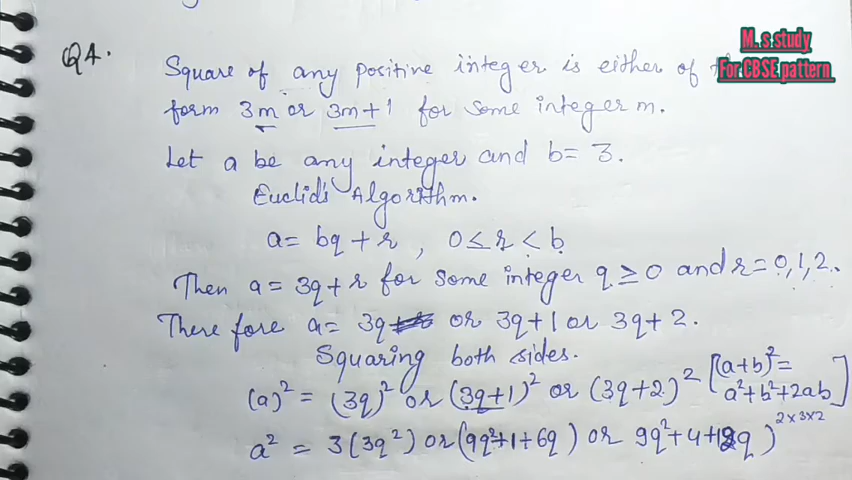 M. s study
For CBSE pattern
Q4.
Square of any positive integer is either of
form 3m or 3m+1 for some integer m.
Let a be any integer and b= 3.
Euclid's Algorithm.
a= bq + r , 0 ≤ r < b
Then a = 3q + r for some integer q ≥ 0 and r = 0,1,2.
There fore a= 3q or 3q+1 or 3q+2.
Squaring both sides.
(a)² = (3q)² or (3q+1)² or (3q+2)² [(a+b)²= a²+b²+2ab]
a² = 3(3q²) or (9q²+1+6q) or 9q²+4+12q) 2x3x2